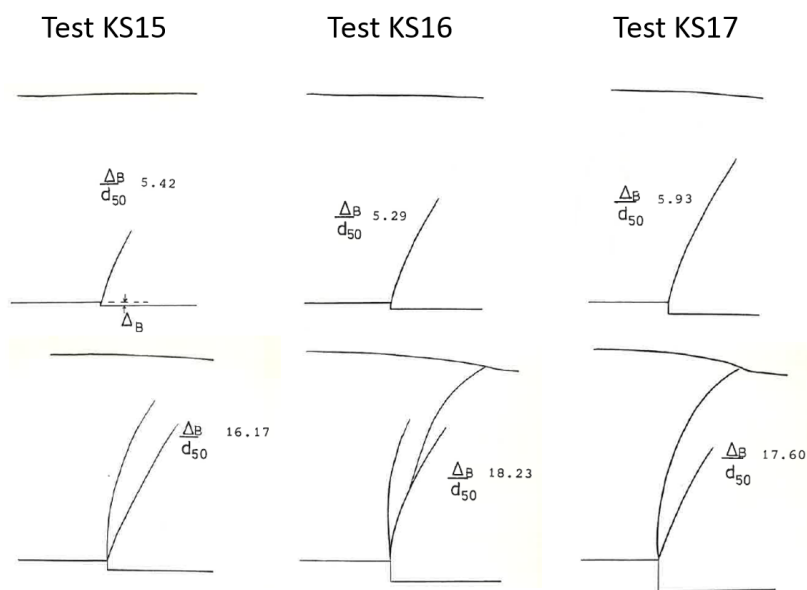 Test KS15
Test KS16
Test KS17
ΔB/d50 5.42
ΔB
ΔB/d50 5.29
ΔB/d50 5.93
ΔB/d50 16.17
ΔB/d50 18.23
ΔB/d50 17.60